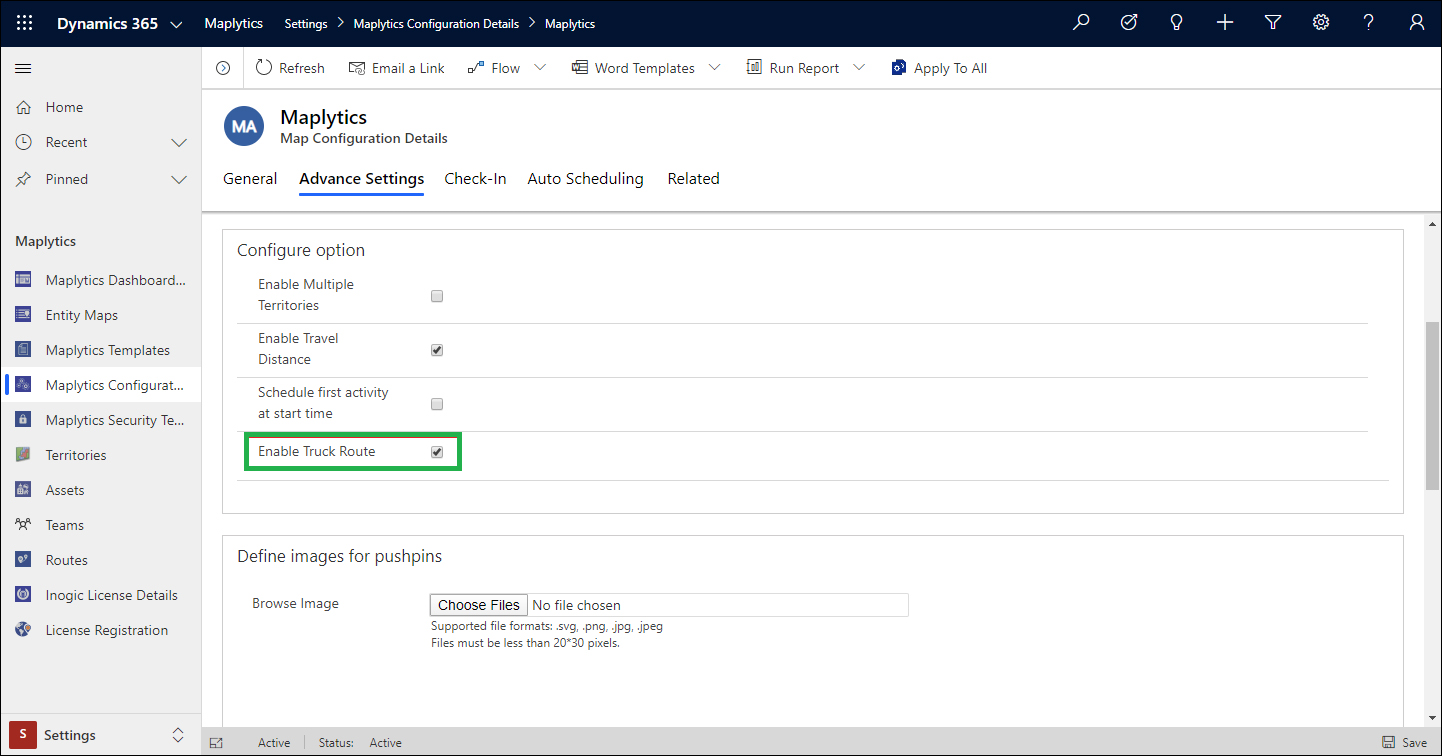 Dynamics 365 Maplytics Settings > Maplytics Configuration Details > Maplytics
Refresh Email a Link Flow Word Templates Run Report Apply To All
Home
Recent
Pinned
Maplytics
Maplytics Dashboard...
Entity Maps
Maplytics Templates
Maplytics Configurat...
Maplytics Security Te...
Territories
Assets
Teams
Routes
Inogic License Details
License Registration
S Settings
MA
Maplytics
Map Configuration Details
General Advance Settings Check-In Auto Scheduling Related
Configure option
Enable Multiple
Territories
Enable Travel
Distance
Schedule first activity
at start time
Enable Truck Route
Define images for pushpins
Browse Image Choose Files No file chosen
Supported file formats: .svg, .png, .jpg, .jpeg
Files must be less than 20*30 pixels.
Active Status: Active Save